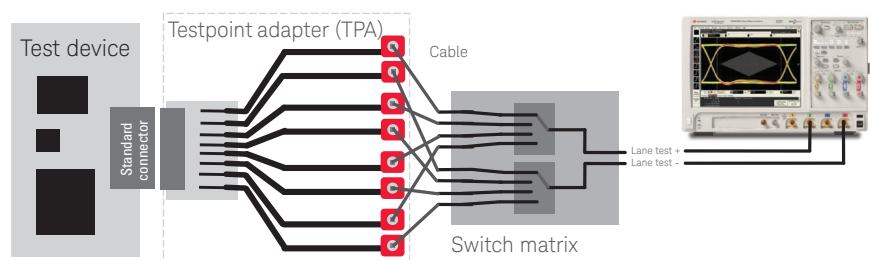 Test device
Testpoint adapter (TPA)
Cable
Standard
connector
Lane test +
Lane test -
Switch matrix